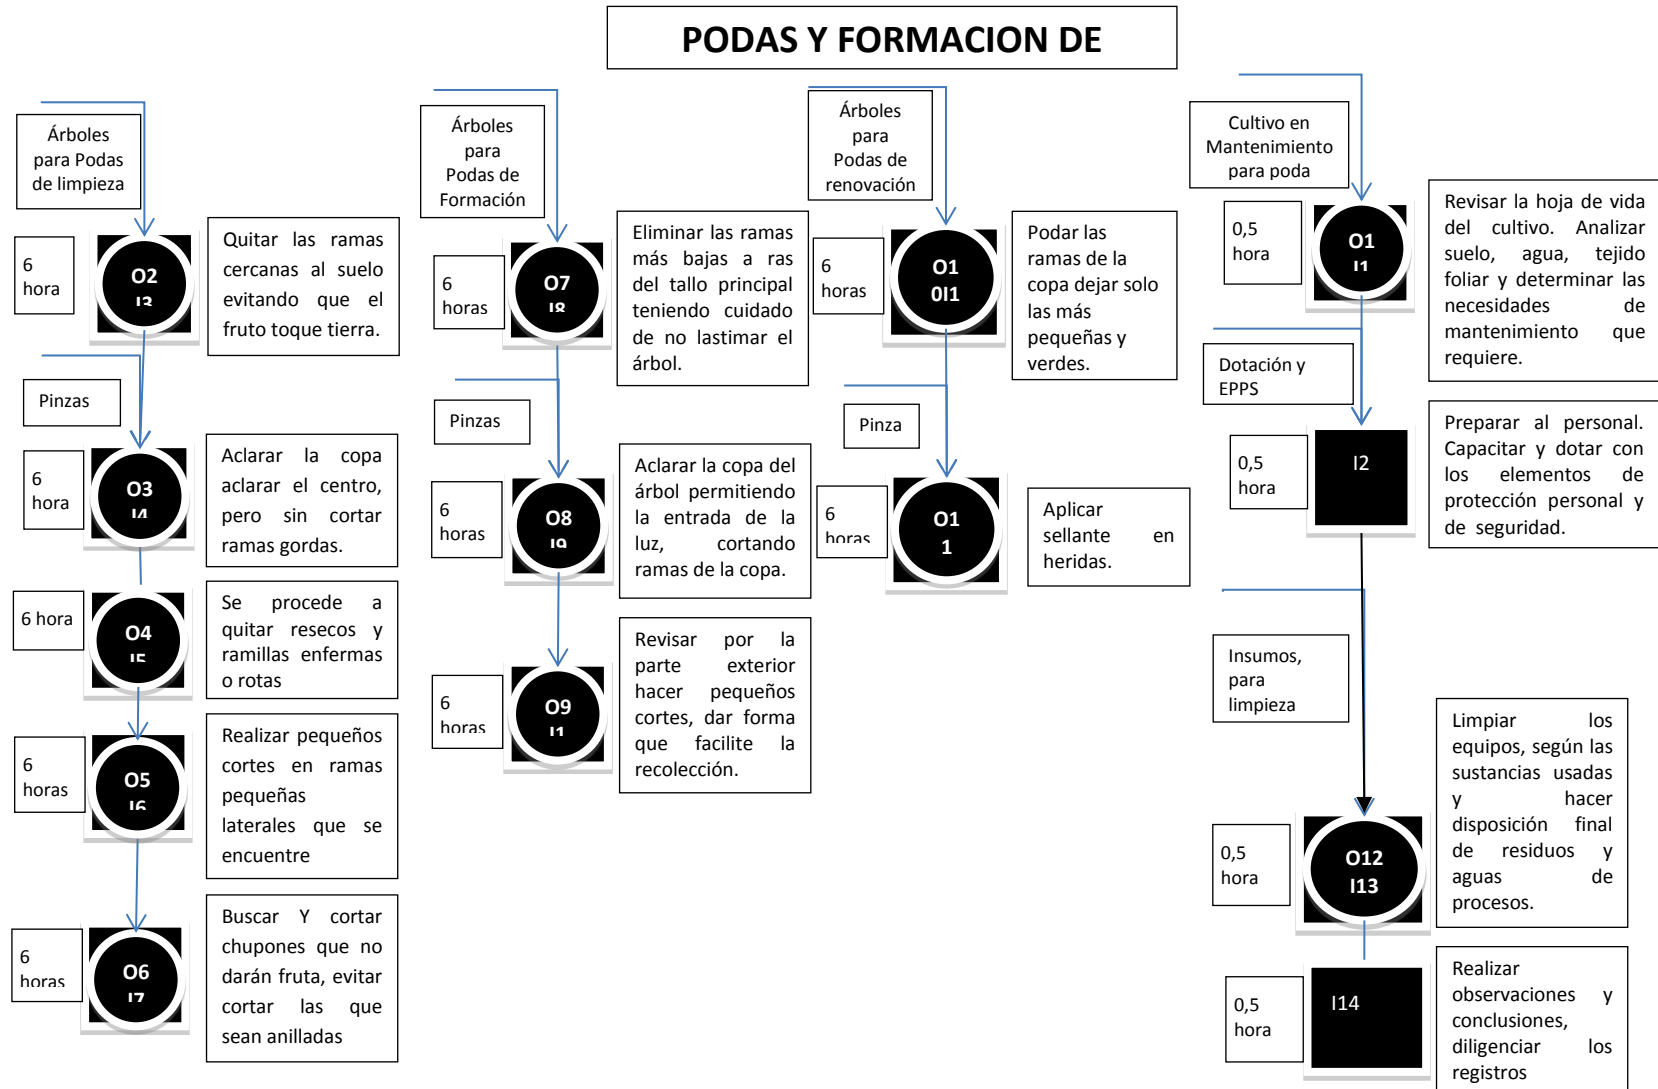 PODAS Y FORMACION DE
Árboles
para Podas
de limpieza
6
hora
O2
I3
Quitar las ramas
cercanas al suelo
evitando que el
fruto toque tierra.
Pinzas
6
hora
O3
I4
Aclarar la copa
aclarar el centro,
pero sin cortar
ramas gordas.
6 hora
O4
I5
Se procede a
quitar resecos y
ramillas enfermas
o rotas
6
horas
O5
I6
Realizar pequeños
cortes en ramas
pequeñas
laterales que se
encuentre
6
horas
O6
I7
Buscar Y cortar
chupones que no
darán fruta, evitar
cortar las que
sean anilladas
Árboles
para
Podas de
Formación
6
horas
O7
I8
Eliminar las ramas
más bajas a ras
del tallo principal
teniendo cuidado
de no lastimar el
árbol.
Pinzas
6
horas
O8
I9
Aclarar la copa del
árbol permitiendo
la entrada de la
luz, cortando
ramas de la copa.
6
horas
O9
I1
Revisar por la
parte exterior
hacer pequeños
cortes, dar forma
que facilite la
recolección.
Árboles
para
Podas de
renovación
6
horas
O1
0I1
Podar las
ramas de la
copa dejar solo
las más
pequeñas y
verdes.
Pinza
6
horas
O1
1
Aplicar
sellante en
heridas.
Cultivo en
Mantenimiento
para poda
0,5
hora
O1
I1
Revisar la hoja de vida
del cultivo. Analizar
suelo, agua, tejido
foliar y determinar las
necesidades de
mantenimiento que
requiere.
Dotación y
EPPS
0,5
hora
I2
Preparar al personal.
Capacitar y dotar con
los elementos de
protección personal y
de seguridad.
Insumos,
para
limpieza
0,5
hora
O12
I13
Limpiar los
equipos, según las
sustancias usadas
y hacer
disposición final
de residuos y
aguas de
procesos.
0,5
hora
I14
Realizar
observaciones y
conclusiones,
diligenciar los
registros